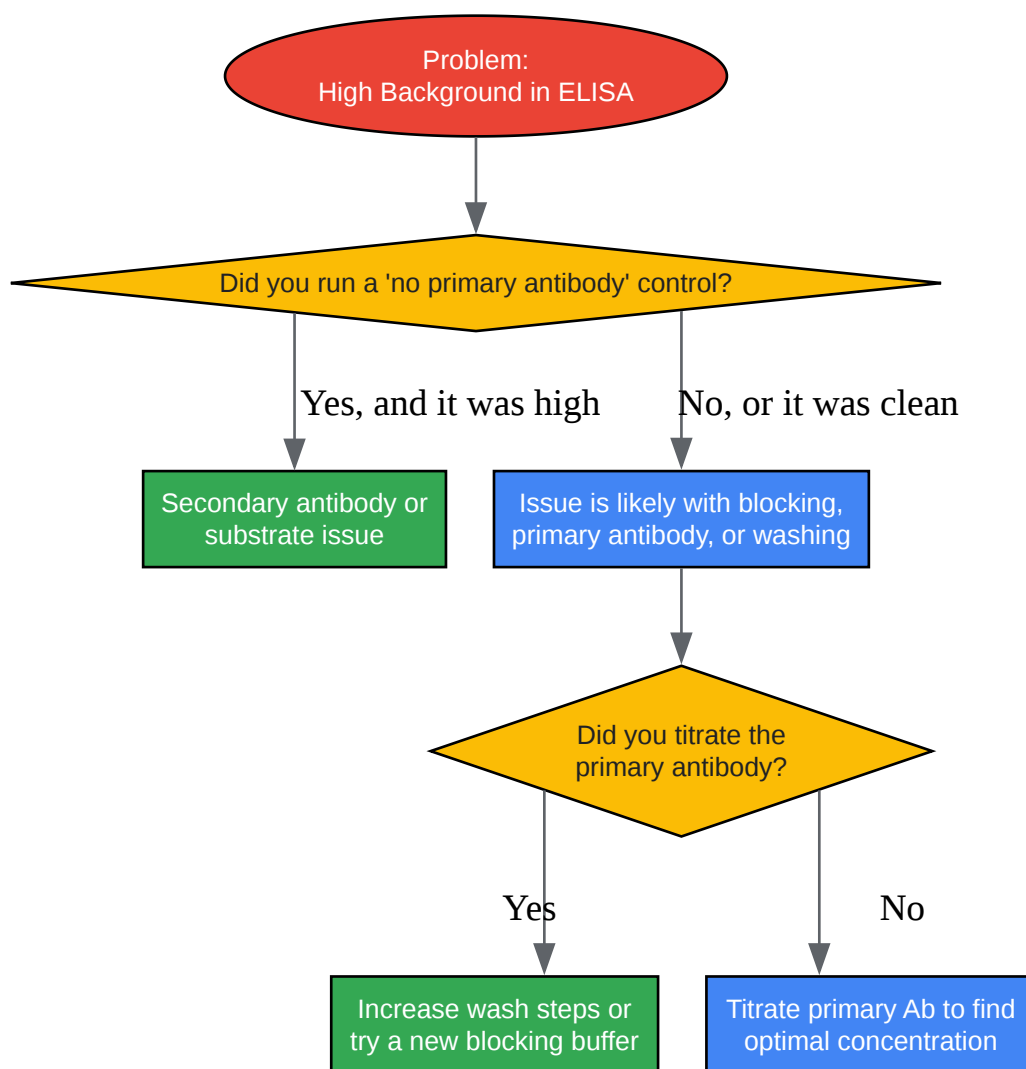 Problem:
High Background in ELISA
Did you run a 'no primary antibody' control?
Yes, and it was high
No, or it was clean
Secondary antibody or
substrate issue
Issue is likely with blocking,
primary antibody, or washing
Did you titrate the
primary antibody?
Yes
No
Increase wash steps or
try a new blocking buffer
Titrate primary Ab to find
optimal concentration